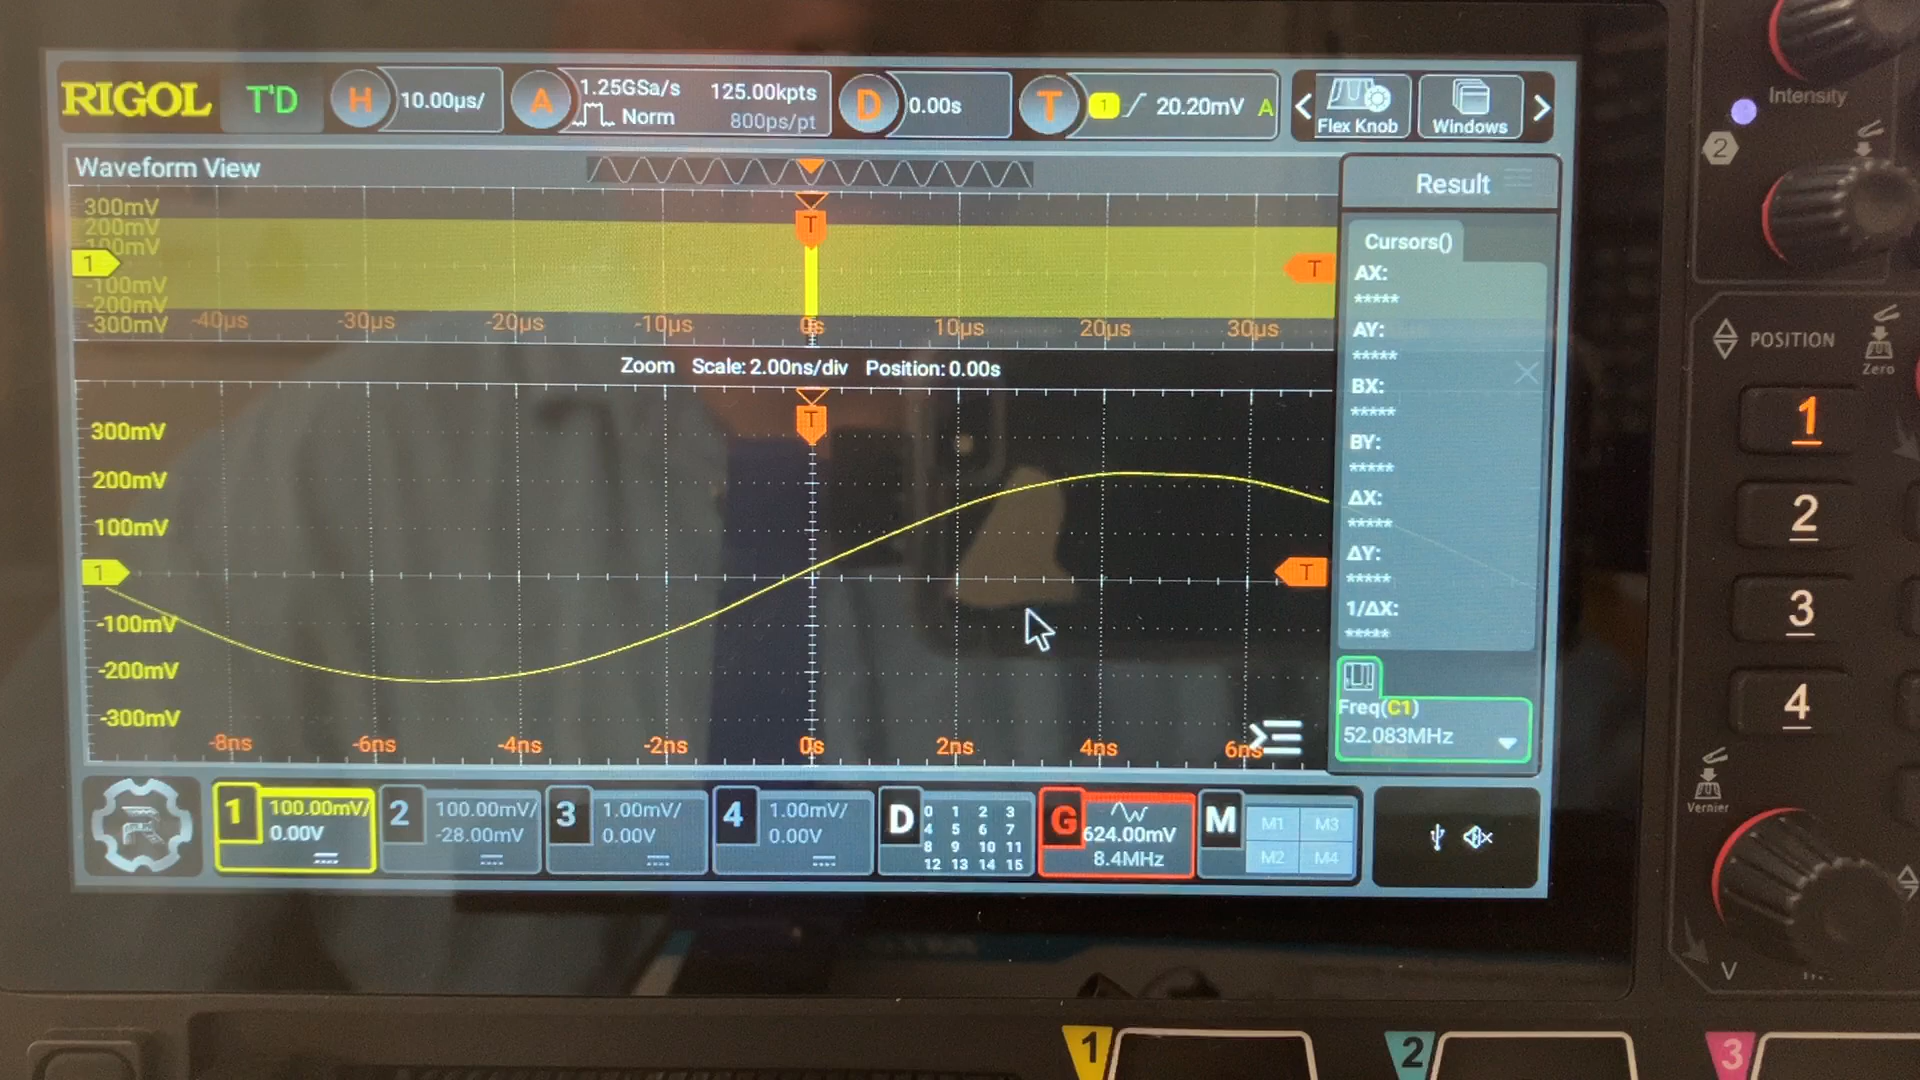 RIGOL T'D H 10.00µs/ A 1.25GSa/s 125.00kpts D 0.00s T 1 20.20mV A Flex Knob Windows
Norm 800ps/pt
Intensity
2
Waveform View
Result
300mV
200mV
100mV
1
-100mV
-200mV
-300mV
T
T
-40µs -30µs -20µs -10µs 0s 10µs 20µs 30µs
Zoom Scale: 2.00ns/div Position: 0.00s
T
300mV
200mV
100mV
1
T
-100mV
-200mV
-300mV
-8ns -6ns -4ns -2ns 0s 2ns 4ns 6ns
Cursors()
AX:
*****
AY:
*****
BX:
*****
BY:
*****
ΔX:
*****
ΔY:
*****
1/ΔX:
*****
Freq(C1)
52.083MHz
1 100.00mV/
0.00V
2 100.00mV/
-28.00mV
3 1.00mV/
0.00V
4 1.00mV/
0.00V
D 0 1 2 3
4 5 6 7
8 9 10 11
12 13 14 15
G 624.00mV
8.4MHz
M M1 M3
M2 M4
POSITION
Zero
1
2
3
4
Vernier
V
1 2 3